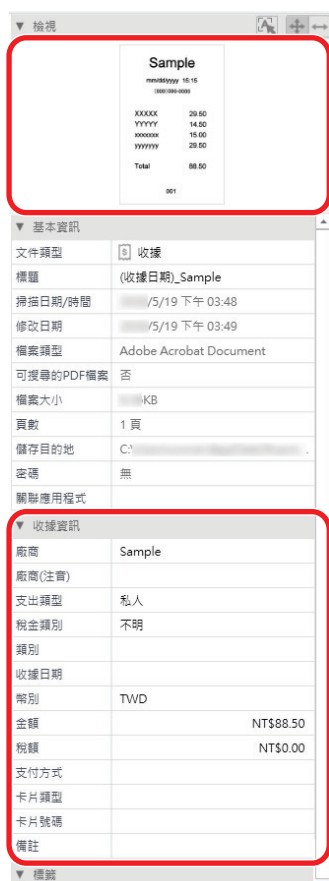 ▼ 檢視
Sample
mm/dd/yyyy 15:15
(000)000-0000
XXXXX 29.50
YYYYY 14.50
xxxxxxx 15.00
yyyyyyy 29.50
Total 88.50
001
▼ 基本資訊
文件類型 收據
標題 (收據日期)_Sample
掃描日期/時間 /5/19 下午 03:48
修改日期 /5/19 下午 03:49
檔案類型 Adobe Acrobat Document
可搜尋的PDF檔案 否
檔案大小 KB
頁數 1 頁
儲存目的地 C:\
密碼 無
關聯應用程式
▼ 收據資訊
廠商 Sample
廠商(注音)
支出類型 私人
稅金類別 不明
類別
收據日期
幣別 TWD
金額 NT$88.50
稅額 NT$0.00
支付方式
卡片類型
卡片號碼
備註
▼ 標籤